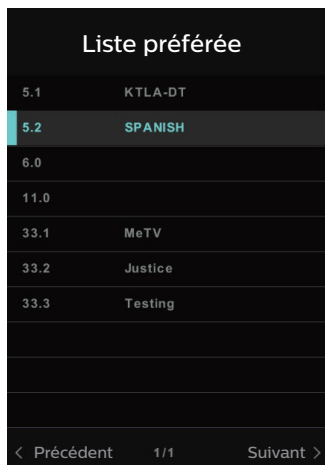 Liste préférée
5.1 KTLA-DT
5.2 SPANISH
6.0
11.0
33.1 MeTV
33.2 Justice
33.3 Testing
< Précédent 1/1 Suivant >